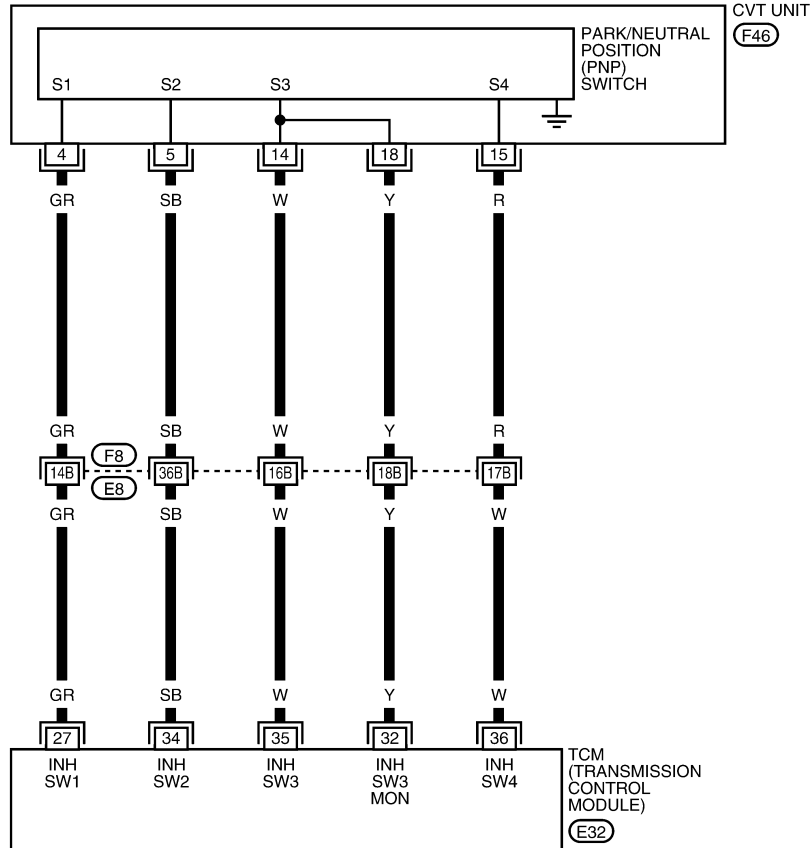 CVT UNIT
F46
PARK/NEUTRAL
POSITION
(PNP)
SWITCH
S1 S2 S3 S4
4 5 14 18 15
GR SB W Y R
GR SB W Y R
F8
14B 36B 16B 18B 17B
E8
GR SB W Y W
GR SB W Y W
27 34 35 32 36
INH
SW1
INH
SW2
INH
SW3
INH
SW3
MON
INH
SW4
TCM
(TRANSMISSION
CONTROL
MODULE)
E32